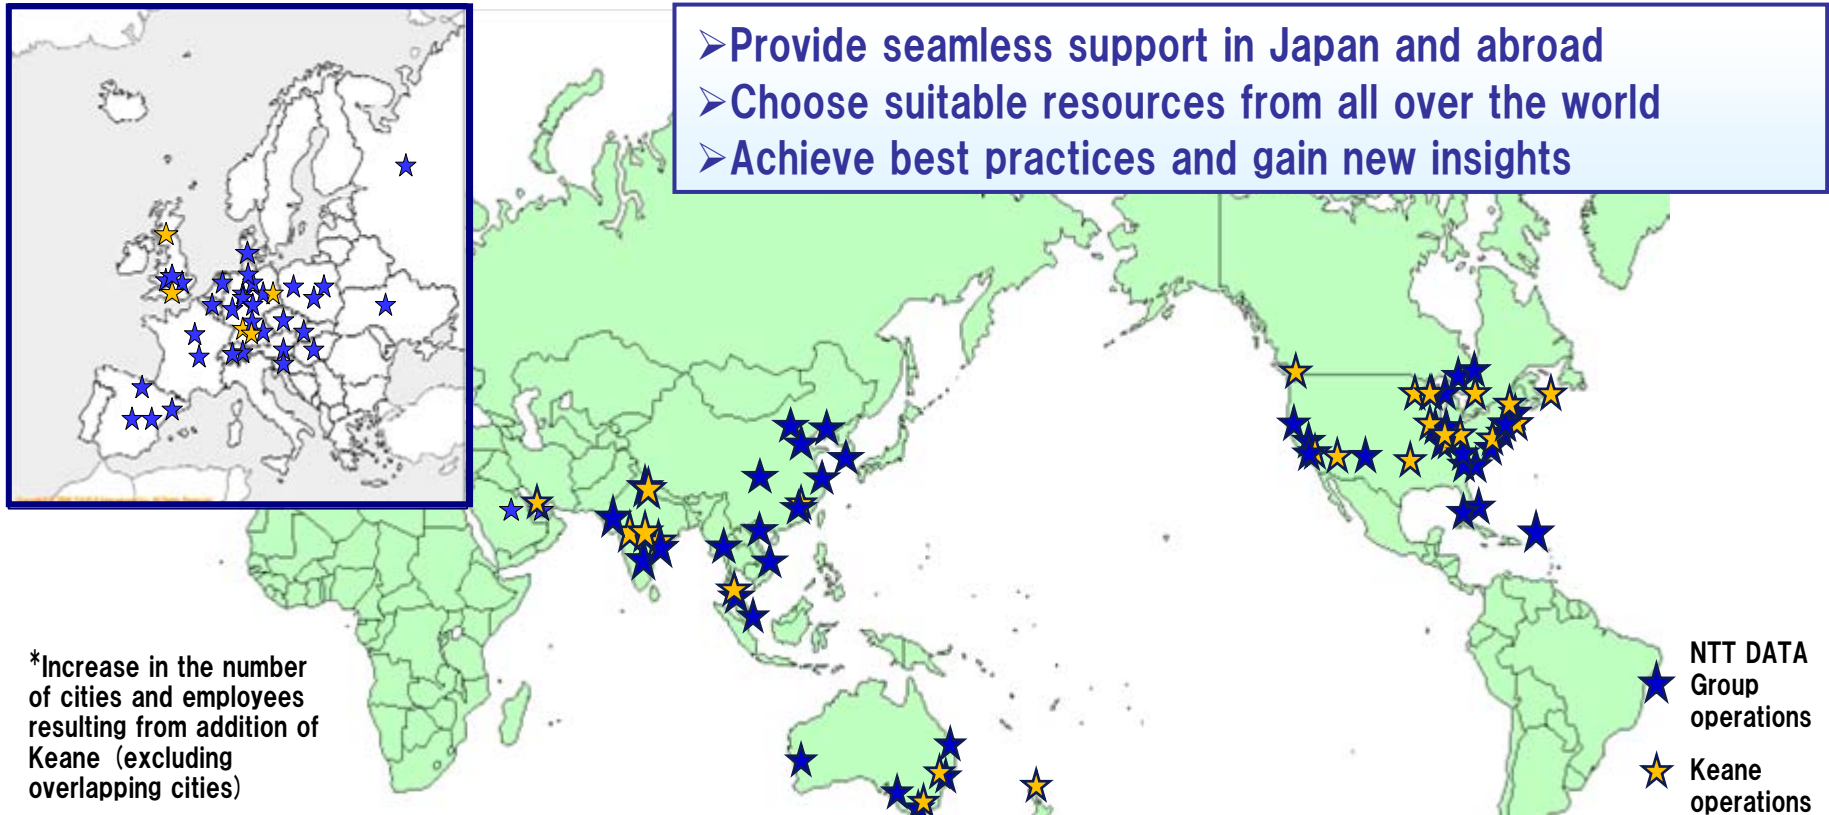 ➢Provide seamless support in Japan and abroad
➢Choose suitable resources from all over the world
➢Achieve best practices and gain new insights
*Increase in the number
of cities and employees
resulting from addition of
Keane (excluding
overlapping cities)
NTT DATA
Group
operations
Keane
operations